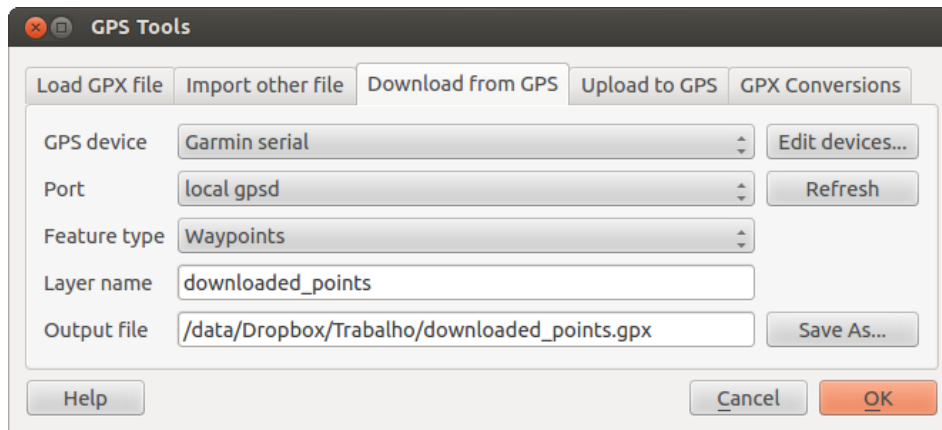 GPS Tools
Load GPX file Import other file Download from GPS Upload to GPS GPX Conversions
GPS device Garmin serial Edit devices...
Port local gpsd Refresh
Feature type Waypoints
Layer name downloaded_points
Output file /data/Dropbox/Trabalho/downloaded_points.gpx Save As...
Help Cancel OK